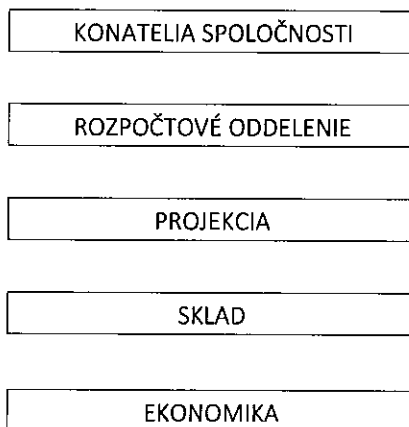 KONATELIA SPOLOČNOSTI
ROZPOČTOVÉ ODDELENIE
PROJEKCIA
SKLAD
EKONOMIKA